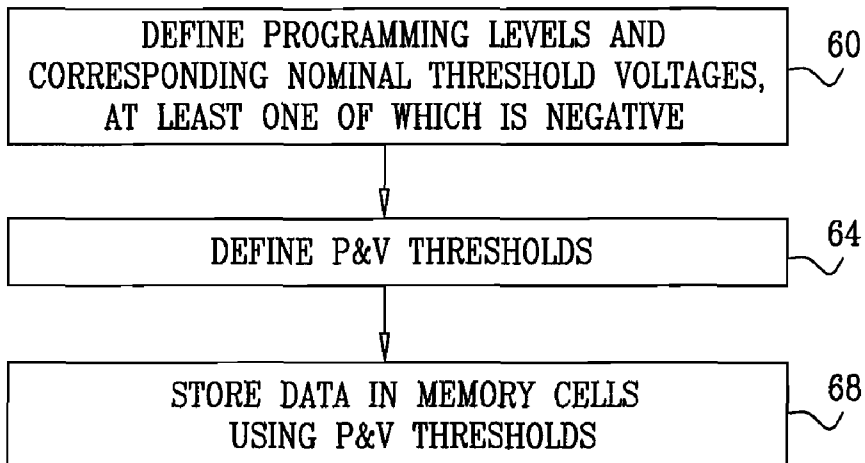 DEFINE PROGRAMMING LEVELS AND
CORRESPONDING NOMINAL THRESHOLD VOLTAGES,
AT LEAST ONE OF WHICH IS NEGATIVE
60
DEFINE P&V THRESHOLDS
64
STORE DATA IN MEMORY CELLS
USING P&V THRESHOLDS
68